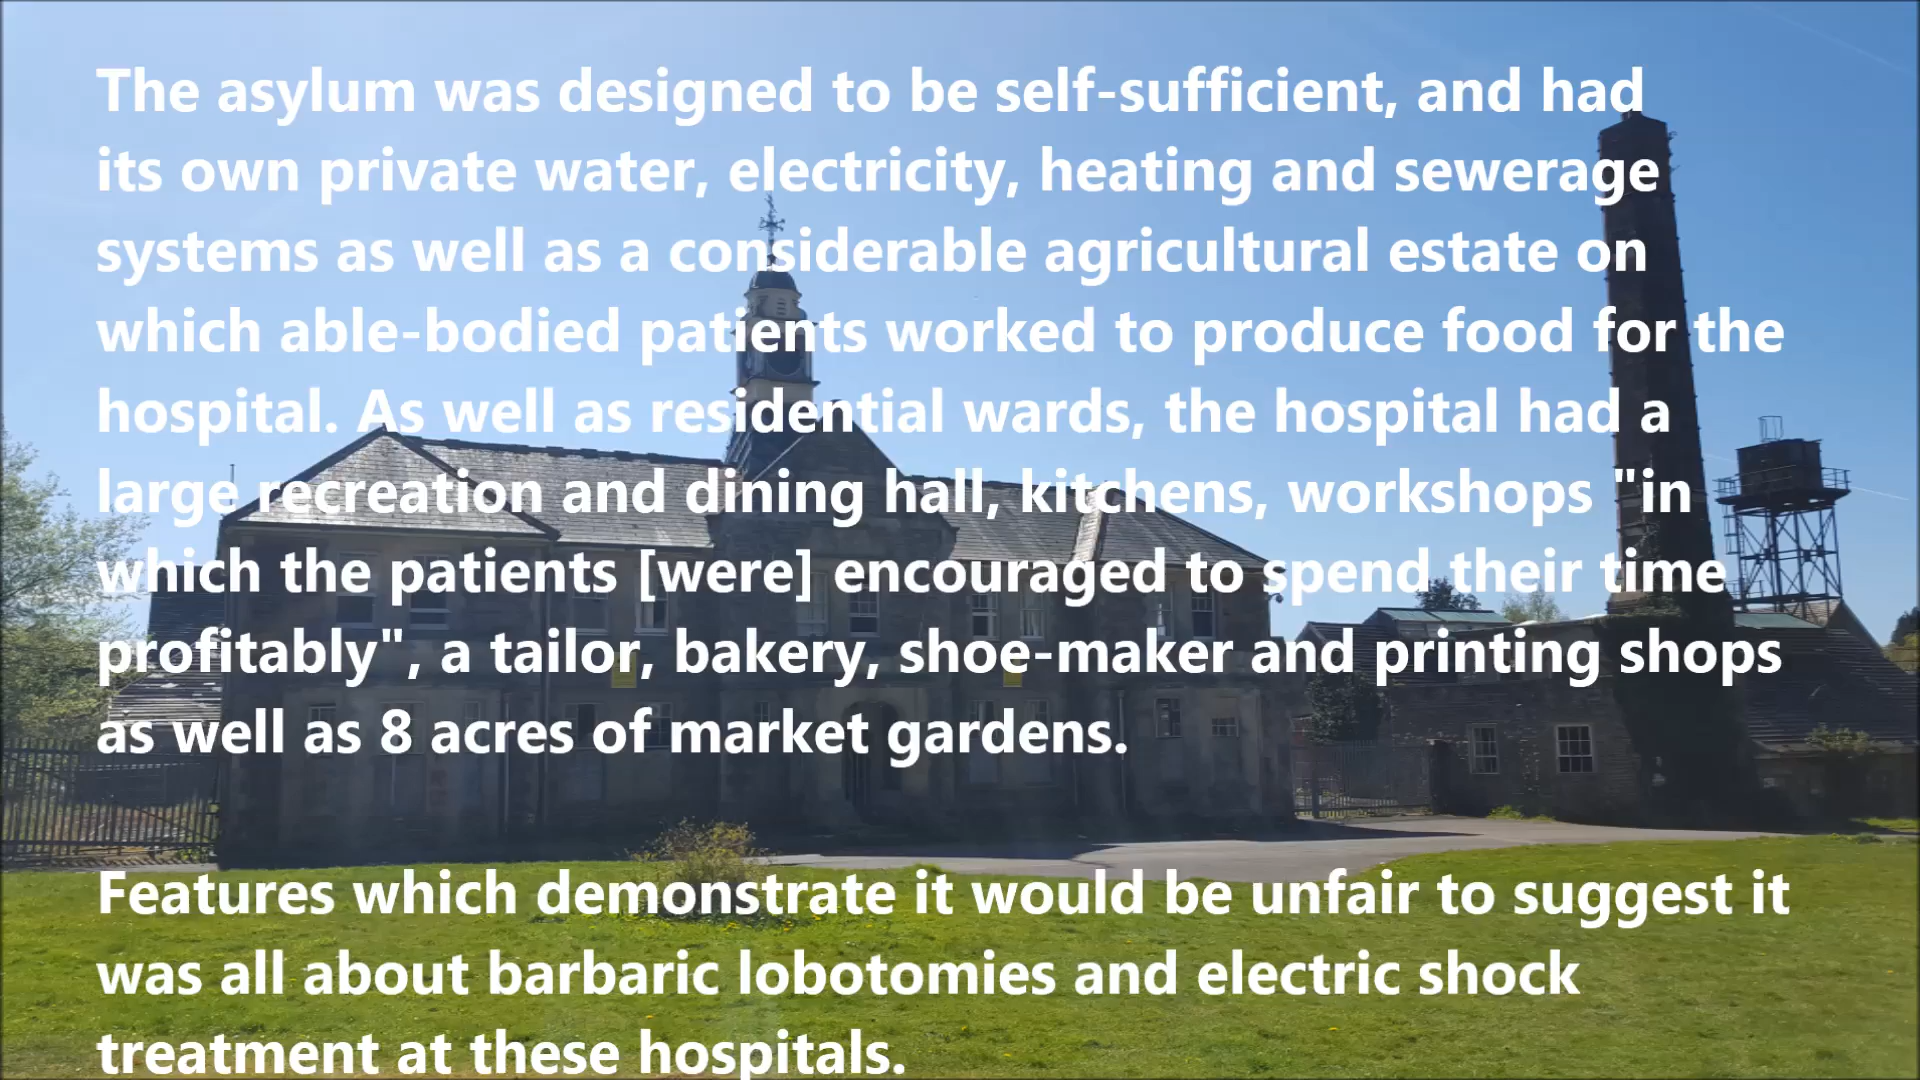 The asylum was designed to be self-sufficient, and had
its own private water, electricity, heating and sewerage
systems as well as a considerable agricultural estate on
which able-bodied patients worked to produce food for the
hospital. As well as residential wards, the hospital had a
large recreation and dining hall, kitchens, workshops "in
which the patients [were] encouraged to spend their time
profitably", a tailor, bakery, shoe-maker and printing shops
as well as 8 acres of market gardens.
Features which demonstrate it would be unfair to suggest it
was all about barbaric lobotomies and electric shock
treatment at these hospitals.